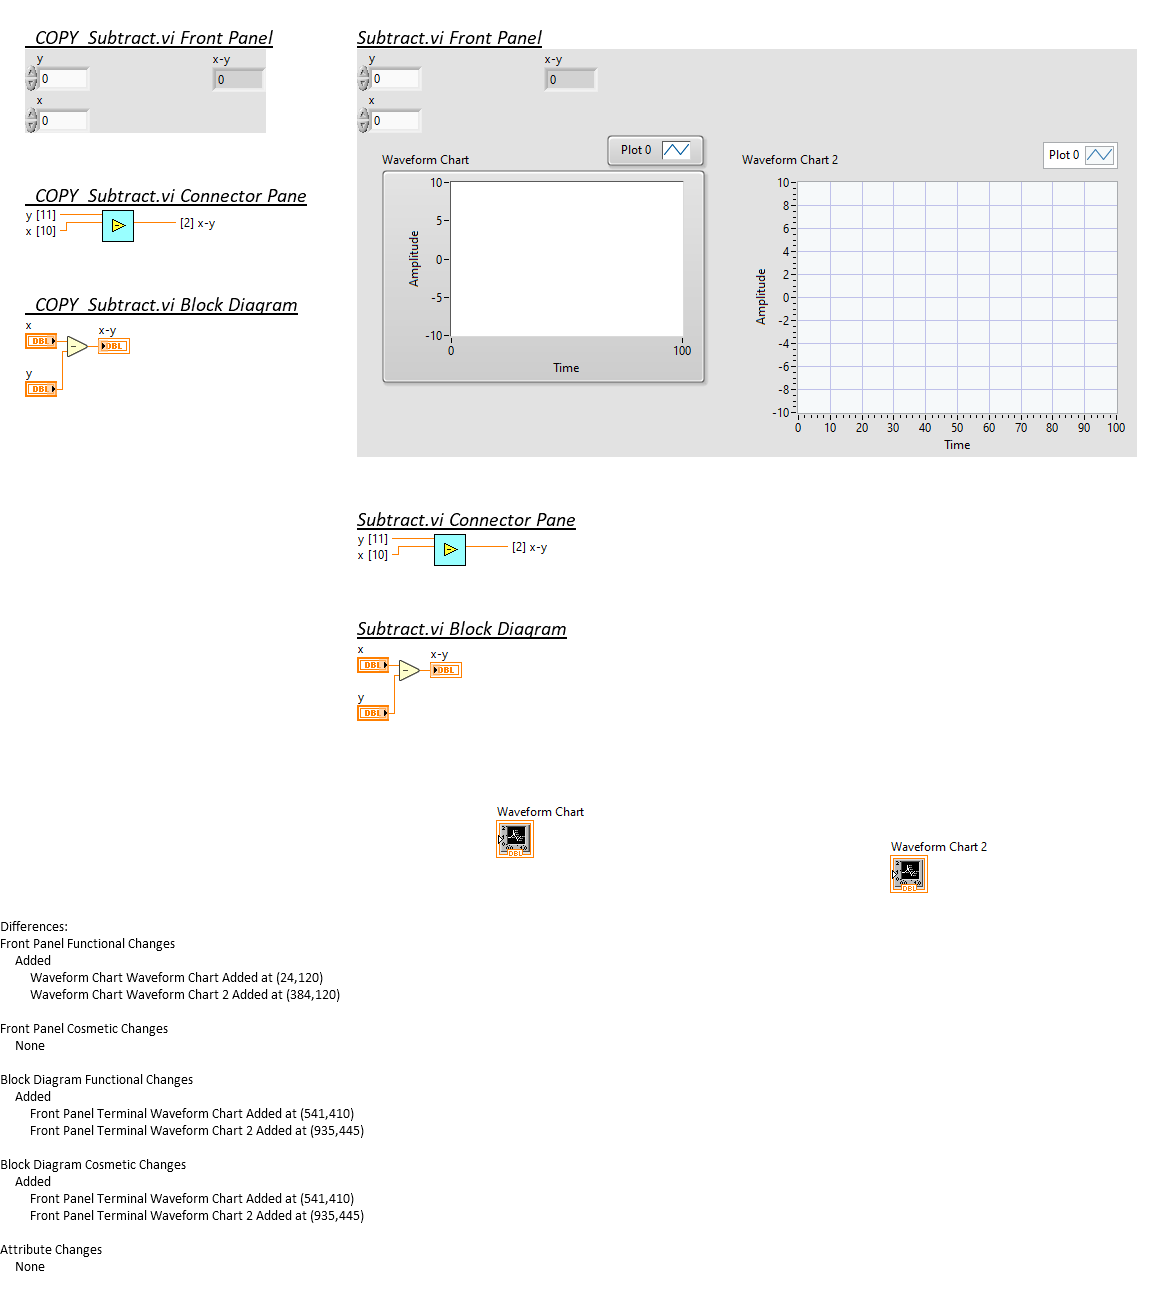 _COPY_Subtract.vi Front Panel
y
0
x-y
0
x
0
_COPY_Subtract.vi Connector Pane
y [11]
x [10]
[2] x-y
_COPY_Subtract.vi Block Diagram
x
DBL
x-y
DBL
y
DBL
Subtract.vi Front Panel
y
0
x-y
0
x
0
Waveform Chart
Plot 0
10
5
0
-5
-10
Amplitude
0
100
Time
Waveform Chart 2
Plot 0
10
8
6
4
2
0
-2
-4
-6
-8
-10
Amplitude
0 10 20 30 40 50 60 70 80 90 100
Time
Subtract.vi Connector Pane
y [11]
x [10]
[2] x-y
Subtract.vi Block Diagram
x
DBL
x-y
DBL
y
DBL
Waveform Chart
DBL
Waveform Chart 2
DBL
Differences:
Front Panel Functional Changes
Added
Waveform Chart Waveform Chart Added at (24,120)
Waveform Chart Waveform Chart 2 Added at (384,120)
Front Panel Cosmetic Changes
None
Block Diagram Functional Changes
Added
Front Panel Terminal Waveform Chart Added at (541,410)
Front Panel Terminal Waveform Chart 2 Added at (935,445)
Block Diagram Cosmetic Changes
Added
Front Panel Terminal Waveform Chart Added at (541,410)
Front Panel Terminal Waveform Chart 2 Added at (935,445)
Attribute Changes
None